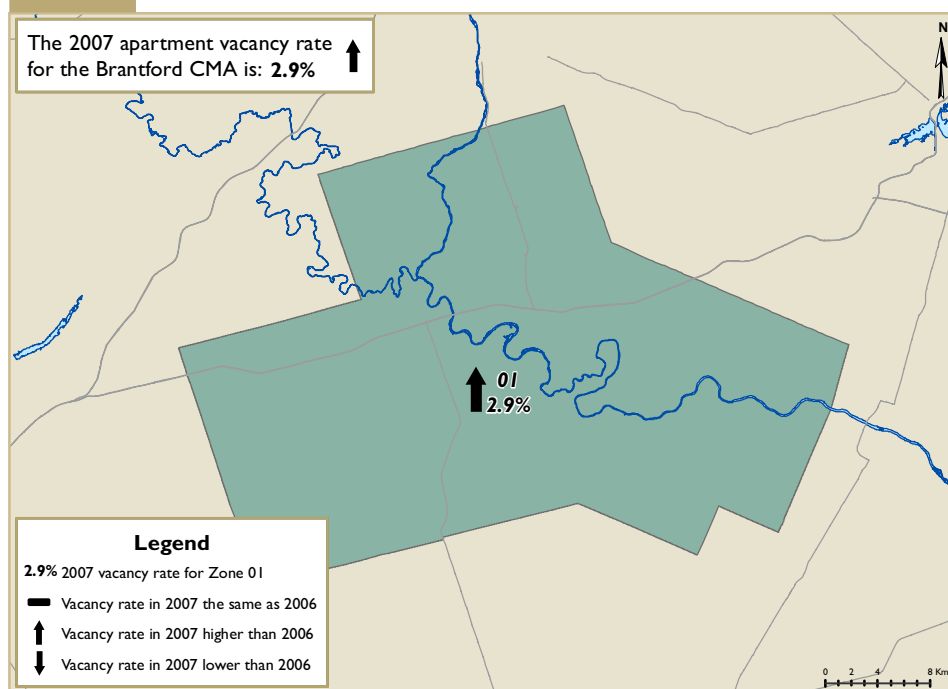 The 2007 apartment vacancy rate
for the Brantford CMA is: 2.9%
N
01
2.9%
Legend
2.9% 2007 vacancy rate for Zone 01
Vacancy rate in 2007 the same as 2006
Vacancy rate in 2007 higher than 2006
Vacancy rate in 2007 lower than 2006
0 2 4 8 Km